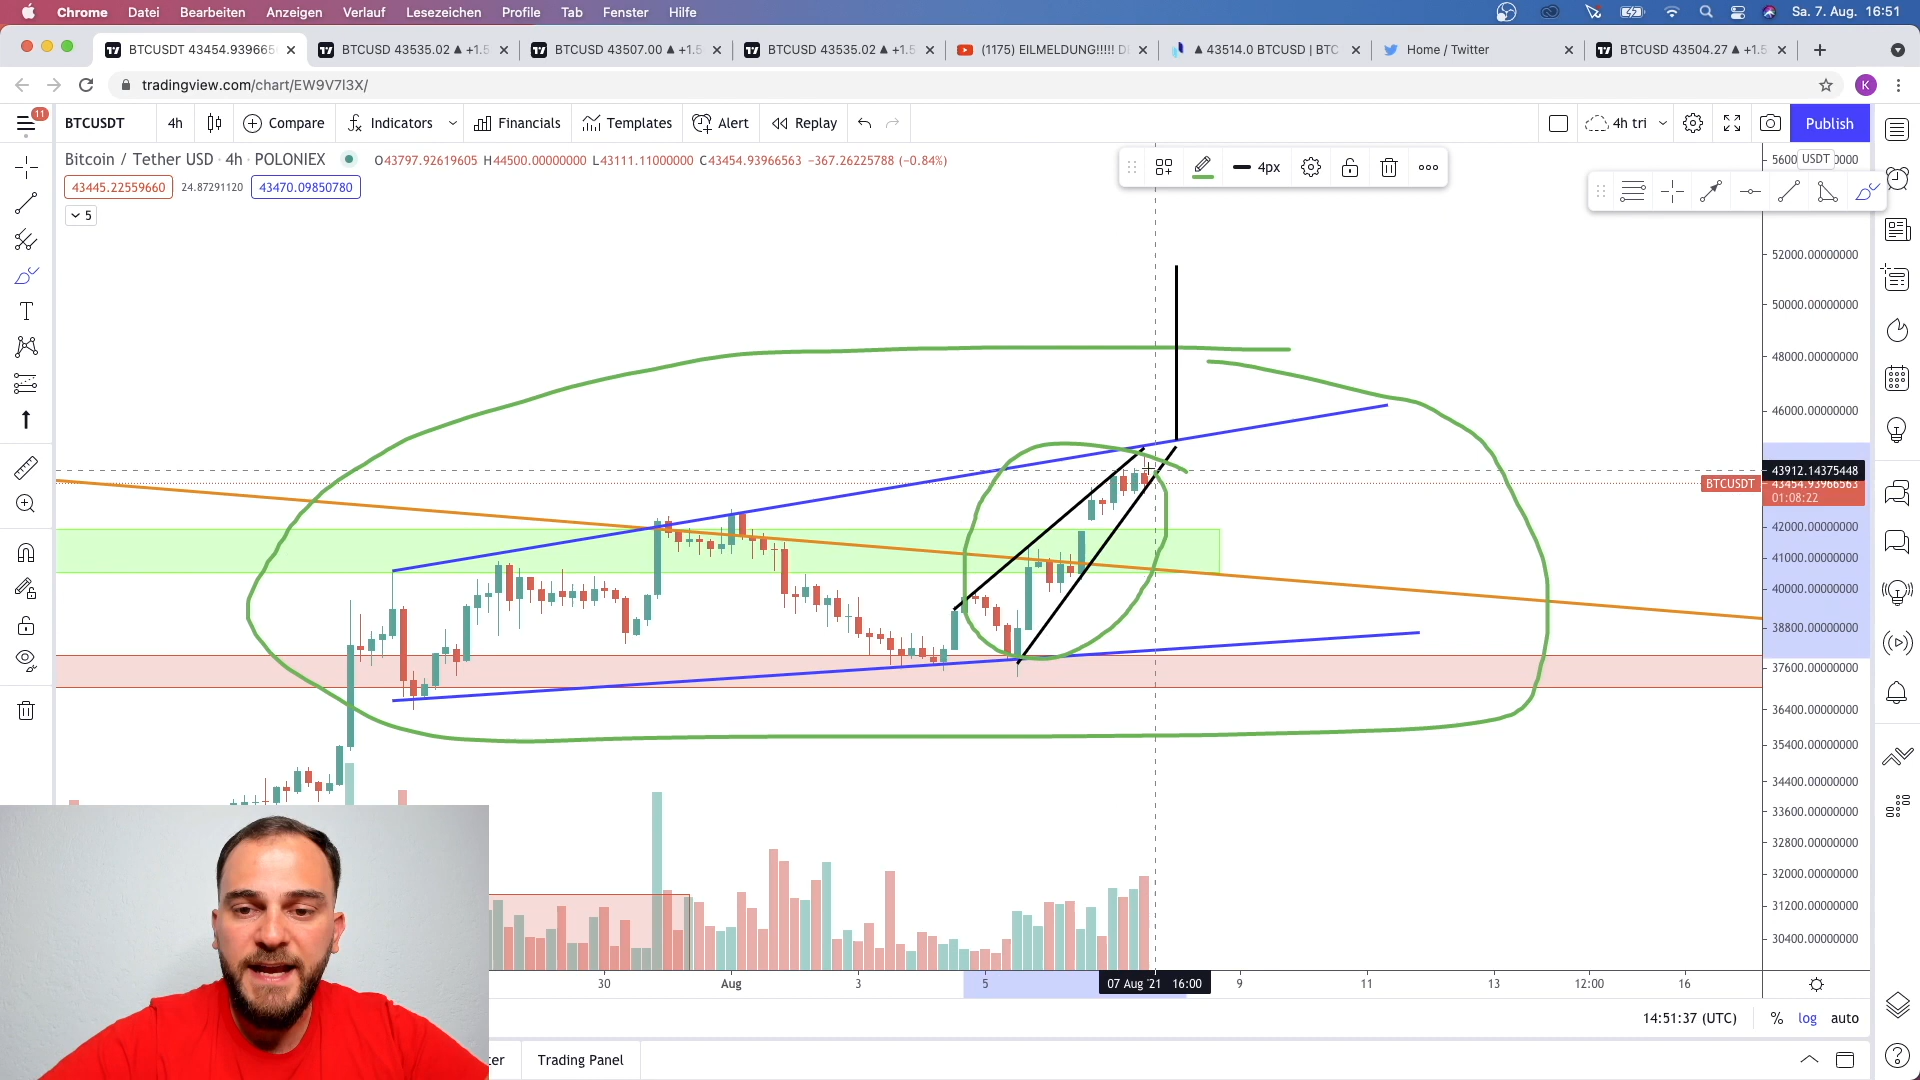 Chrome Datei Bearbeiten Anzeigen Verlauf Lesezeichen Profile Tab Fenster Hilfe Sa. 7. Aug. 16:51
BTCUSDT 43454.939665 BTCUSD 43535.02 ▲ +1.5 BTCUSD 43507.00 ▲ +1.5 BTCUSD 43535.02 ▲ +1.5 (1175) EILMELDUNG!!!!! D ▲ 43514.0 BTCUSD | BTC Home / Twitter BTCUSD 43504.27 ▲ +1.5
tradingview.com/chart/EW9V7I3X/ K
11 BTCUSDT 4h Compare Indicators Financials Templates Alert Replay 4h tri Publish
Bitcoin / Tether USD · 4h · POLONIEX O43797.92619605 H44500.00000000 L43111.11000000 C43454.93966563 −367.26225788 (−0.84%)
4px
USDT
43445.22559660 24.87291120 43470.09850780
5
52000.00000000
50000.00000000
48000.00000000
46000.00000000
43912.14375448
BTCUSDT 43454.93966563
01:08:22
42000.00000000
41000.00000000
40000.00000000
38800.00000000
37600.00000000
36400.00000000
35400.00000000
34400.00000000
33600.00000000
32800.00000000
32000.00000000
31200.00000000
30400.00000000
30 Aug 3 5 07 Aug '21 16:00 9 11 13 12:00 16
14:51:37 (UTC) % log auto
Trading Panel